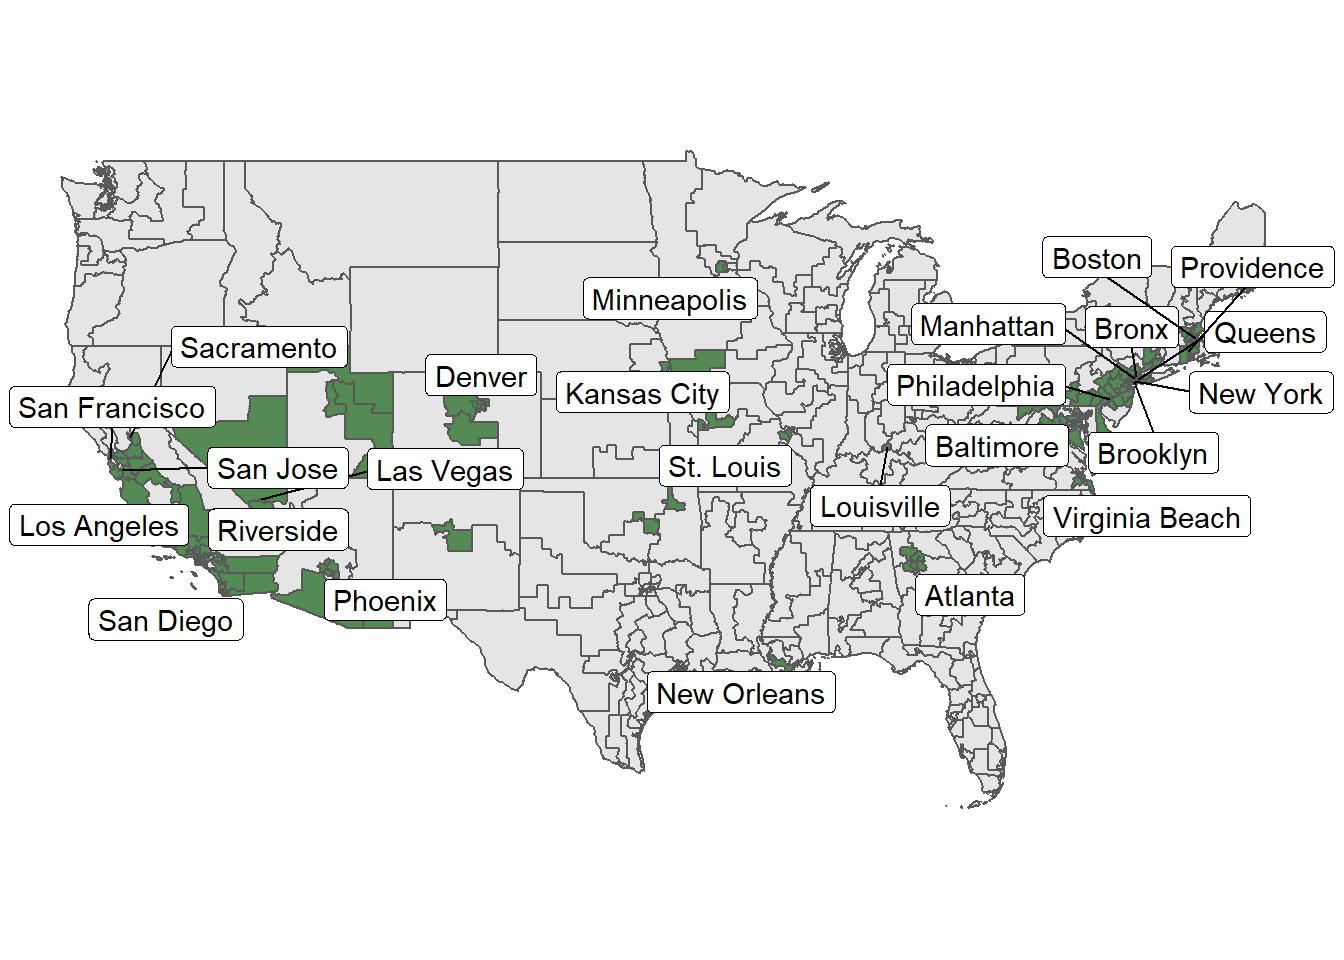 Boston
Providence
Minneapolis
Manhattan
Bronx
Queens
Sacramento
Denver
Kansas City
Philadelphia
New York
San Francisco
Baltimore
Brooklyn
San Jose
Las Vegas
St. Louis
Louisville
Los Angeles
Riverside
Virginia Beach
Phoenix
Atlanta
San Diego
New Orleans